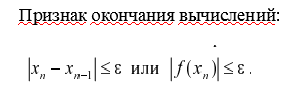 Признак окончания вычислений:
.
|xₙ − xₙ₋₁| ≤ ε или |f(xₙ)| ≤ ε.